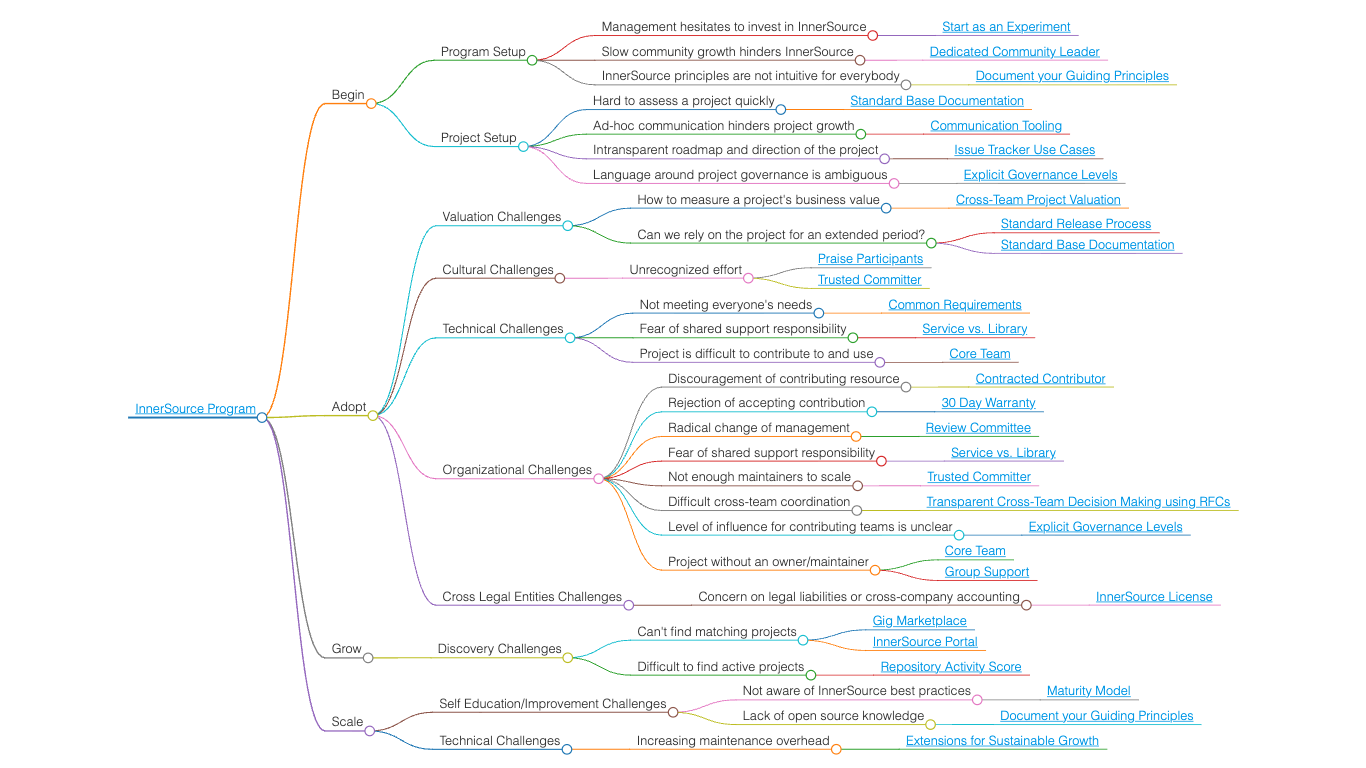 InnerSource Program
Begin
Program Setup
Management hesitates to invest in InnerSource
Start as an Experiment
Slow community growth hinders InnerSource
Dedicated Community Leader
InnerSource principles are not intuitive for everybody
Document your Guiding Principles
Project Setup
Hard to assess a project quickly
Standard Base Documentation
Ad-hoc communication hinders project growth
Communication Tooling
Intransparent roadmap and direction of the project
Issue Tracker Use Cases
Language around project governance is ambiguous
Explicit Governance Levels
Adopt
Valuation Challenges
How to measure a project's business value
Cross-Team Project Valuation
Can we rely on the project for an extended period?
Standard Release Process
Standard Base Documentation
Cultural Challenges
Unrecognized effort
Praise Participants
Trusted Committer
Technical Challenges
Not meeting everyone's needs
Common Requirements
Fear of shared support responsibility
Service vs. Library
Project is difficult to contribute to and use
Core Team
Organizational Challenges
Discouragement of contributing resource
Contracted Contributor
Rejection of accepting contribution
30 Day Warranty
Radical change of management
Review Committee
Fear of shared support responsibility
Service vs. Library
Not enough maintainers to scale
Trusted Committer
Difficult cross-team coordination
Transparent Cross-Team Decision Making using RFCs
Level of influence for contributing teams is unclear
Explicit Governance Levels
Project without an owner/maintainer
Core Team
Group Support
Cross Legal Entities Challenges
Concern on legal liabilities or cross-company accounting
InnerSource License
Grow
Discovery Challenges
Can't find matching projects
Gig Marketplace
InnerSource Portal
Difficult to find active projects
Repository Activity Score
Scale
Self Education/Improvement Challenges
Not aware of InnerSource best practices
Maturity Model
Lack of open source knowledge
Document your Guiding Principles
Technical Challenges
Increasing maintenance overhead
Extensions for Sustainable Growth